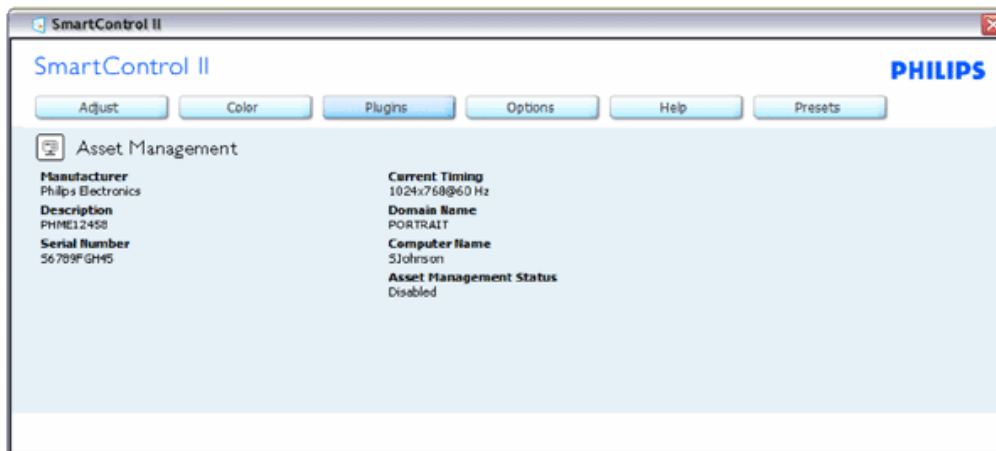 SmartControl II
SmartControl II
PHILIPS
Adjust
Color
Plugins
Options
Help
Presets
Asset Management
Manufacturer
Philips Electronics
Description
PHME12458
Serial Number
S6789FGH45
Current Timing
1024x768@60 Hz
Domain Name
PORTRAIT
Computer Name
SJohnson
Asset Management Status
Disabled